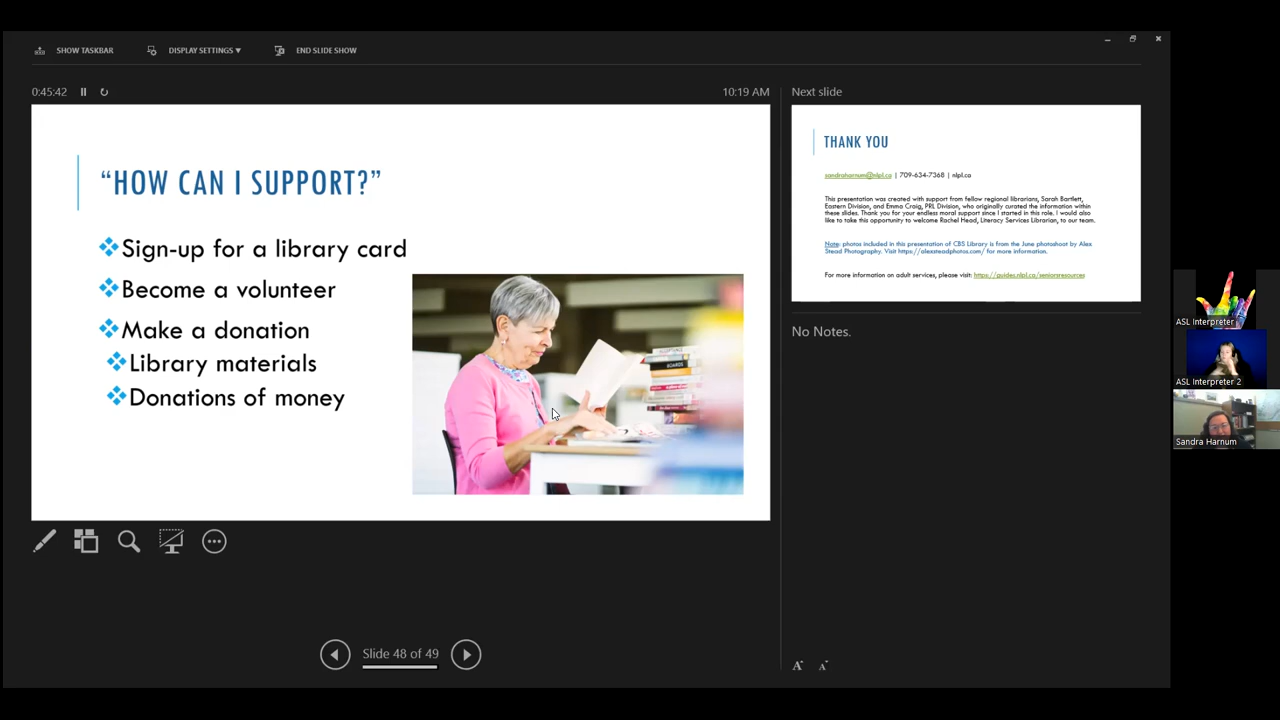 SHOW TASKBAR
DISPLAY SETTINGS ▼
END SLIDE SHOW
0:45:42
10:19 AM
"HOW CAN I SUPPORT?"
Sign-up for a library card
Become a volunteer
Make a donation
Library materials
Donations of money
Slide 48 of 49
Next slide
THANK YOU
sandraharnum@nlpl.ca | 709-634-7368 | nlpl.ca
This presentation was created with support from fellow regional librarians, Sarah Bartlett,
Eastern Division, and Emma Craig, PRL Division, who originally curated the information within
these slides. Thank you for your endless moral support since I started in this role. I would also
like to take this opportunity to welcome Rachel Head, Literacy Services Librarian, to our team.
Note: photos included in this presentation of CBS Library is from the June photoshoot by Alex
Stead Photography. Visit https://alexsteadphotos.com/ for more information.
For more information on adult services, please visit: https://guides.nlpl.ca/seniorsresources
No Notes.
ASL Interpreter
ASL Interpreter 2
Sandra Harnum